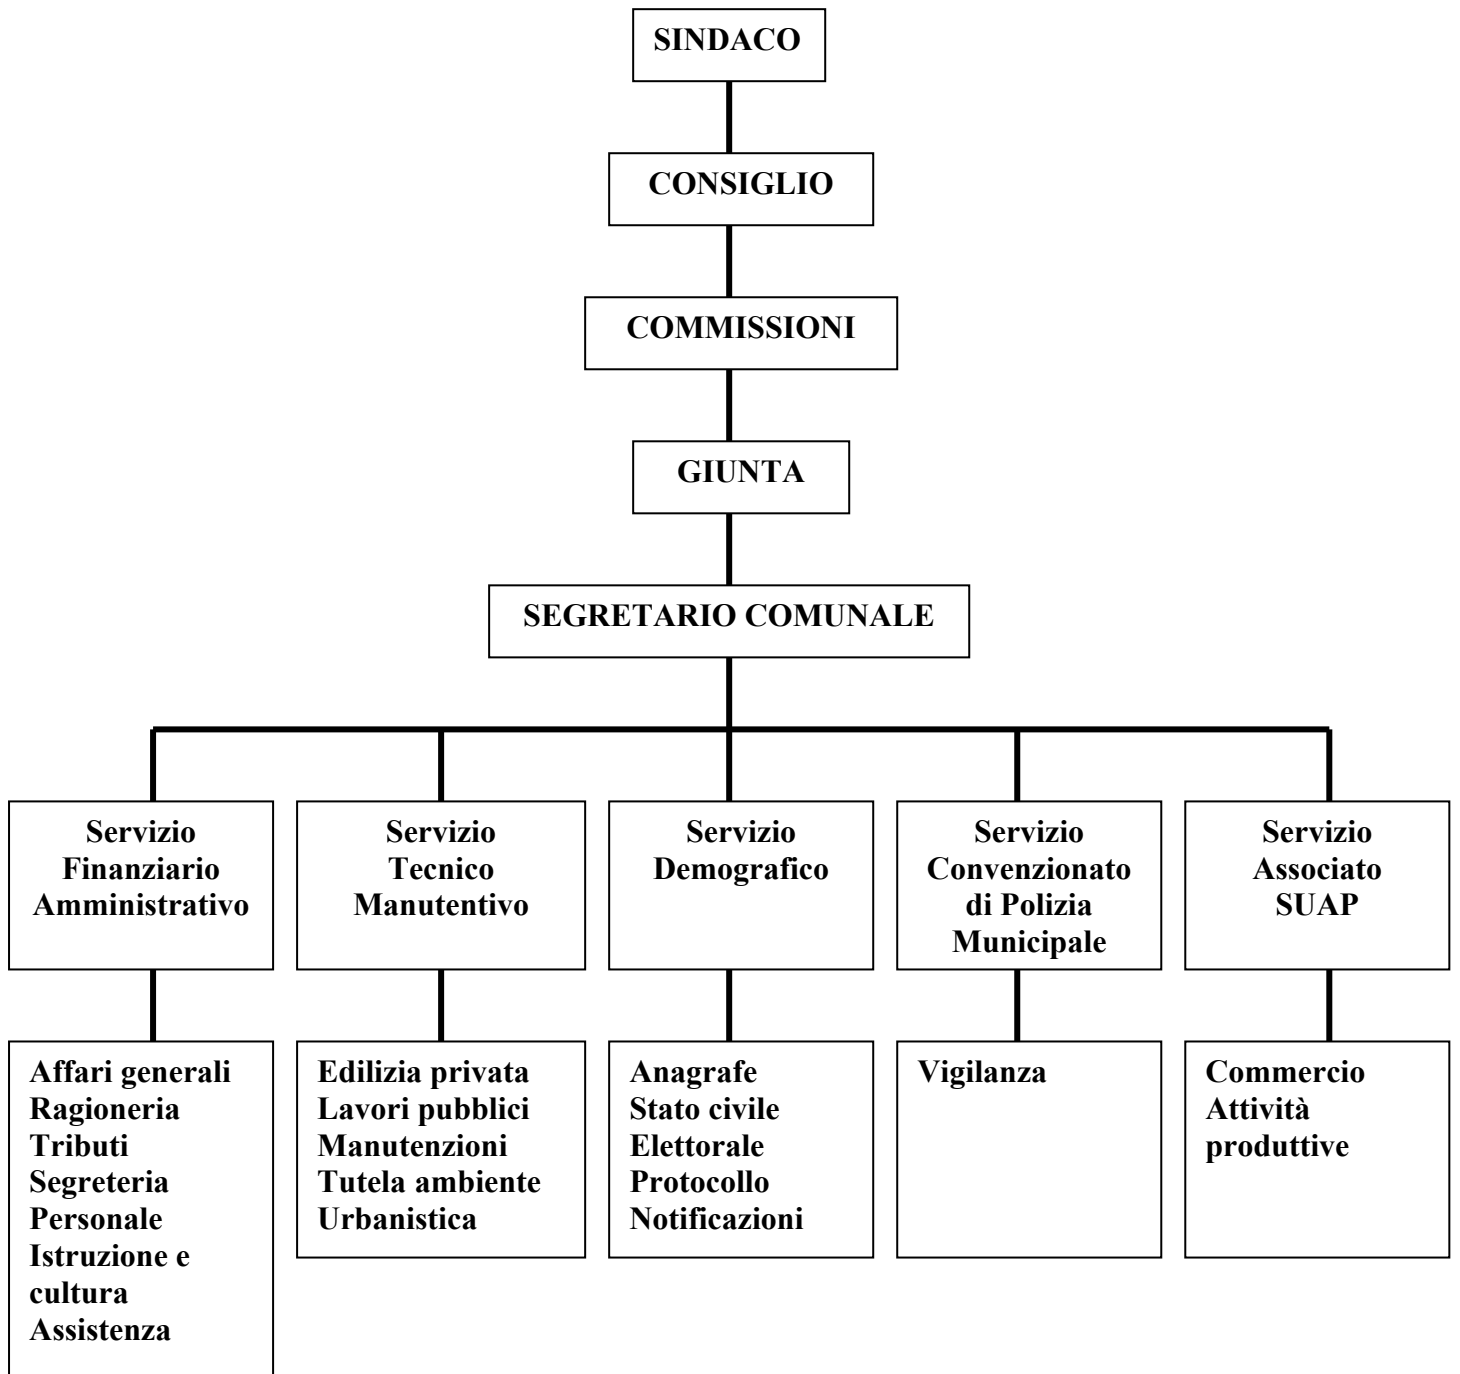 SINDACO
CONSIGLIO
COMMISSIONI
GIUNTA
SEGRETARIO COMUNALE
Servizio
Finanziario
Amministrativo
Servizio
Tecnico
Manutentivo
Servizio
Demografico
Servizio
Convenzionato
di Polizia
Municipale
Servizio
Associato
SUAP
Affari generali
Ragioneria
Tributi
Segreteria
Personale
Istruzione e
cultura
Assistenza
Edilizia privata
Lavori pubblici
Manutenzioni
Tutela ambiente
Urbanistica
Anagrafe
Stato civile
Elettorale
Protocollo
Notificazioni
Vigilanza
Commercio
Attività
produttive